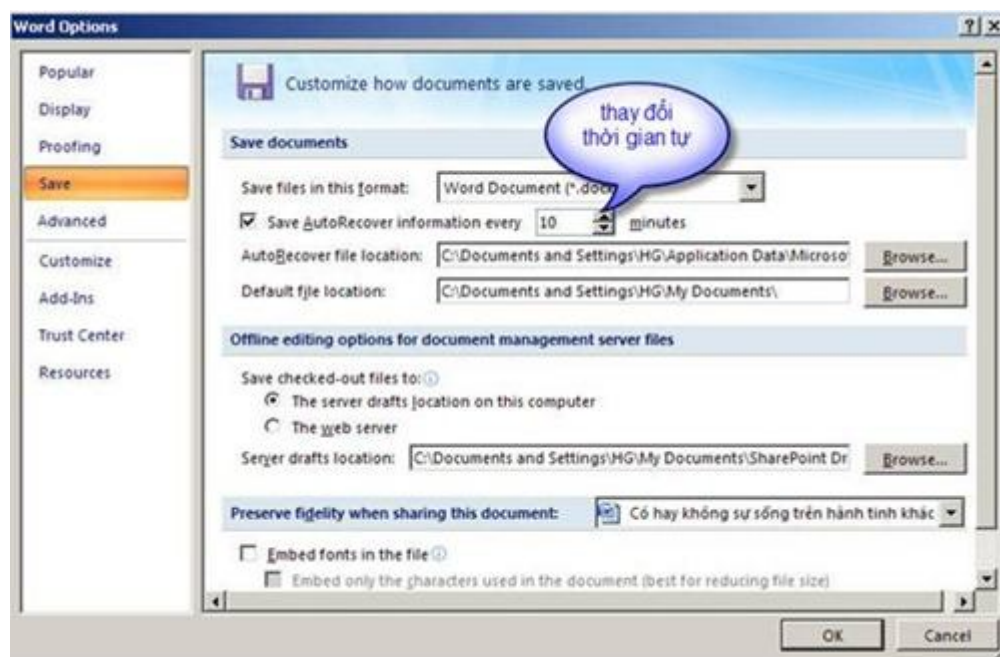 Word Options
Popular
Display
Proofing
Save
Advanced
Customize
Add-Ins
Trust Center
Resources
Customize how documents are saved.
thay đổi
thời gian tự
Save documents
Save files in this format: Word Document (*.doc
Save AutoRecover information every 10 minutes
AutoRecover file location: C:\Documents and Settings\HG\Application Data\Microso Browse...
Default file location: C:\Documents and Settings\HG\My Documents\ Browse...
Offline editing options for document management server files
Save checked-out files to:
The server drafts location on this computer
The web server
Server drafts location: C:\Documents and Settings\HG\My Documents\SharePoint Dr Browse...
Preserve fidelity when sharing this document: Có hay không sự sống trên hành tinh khác
Embed fonts in the file
Embed only the characters used in the document (best for reducing file size)
OK Cancel